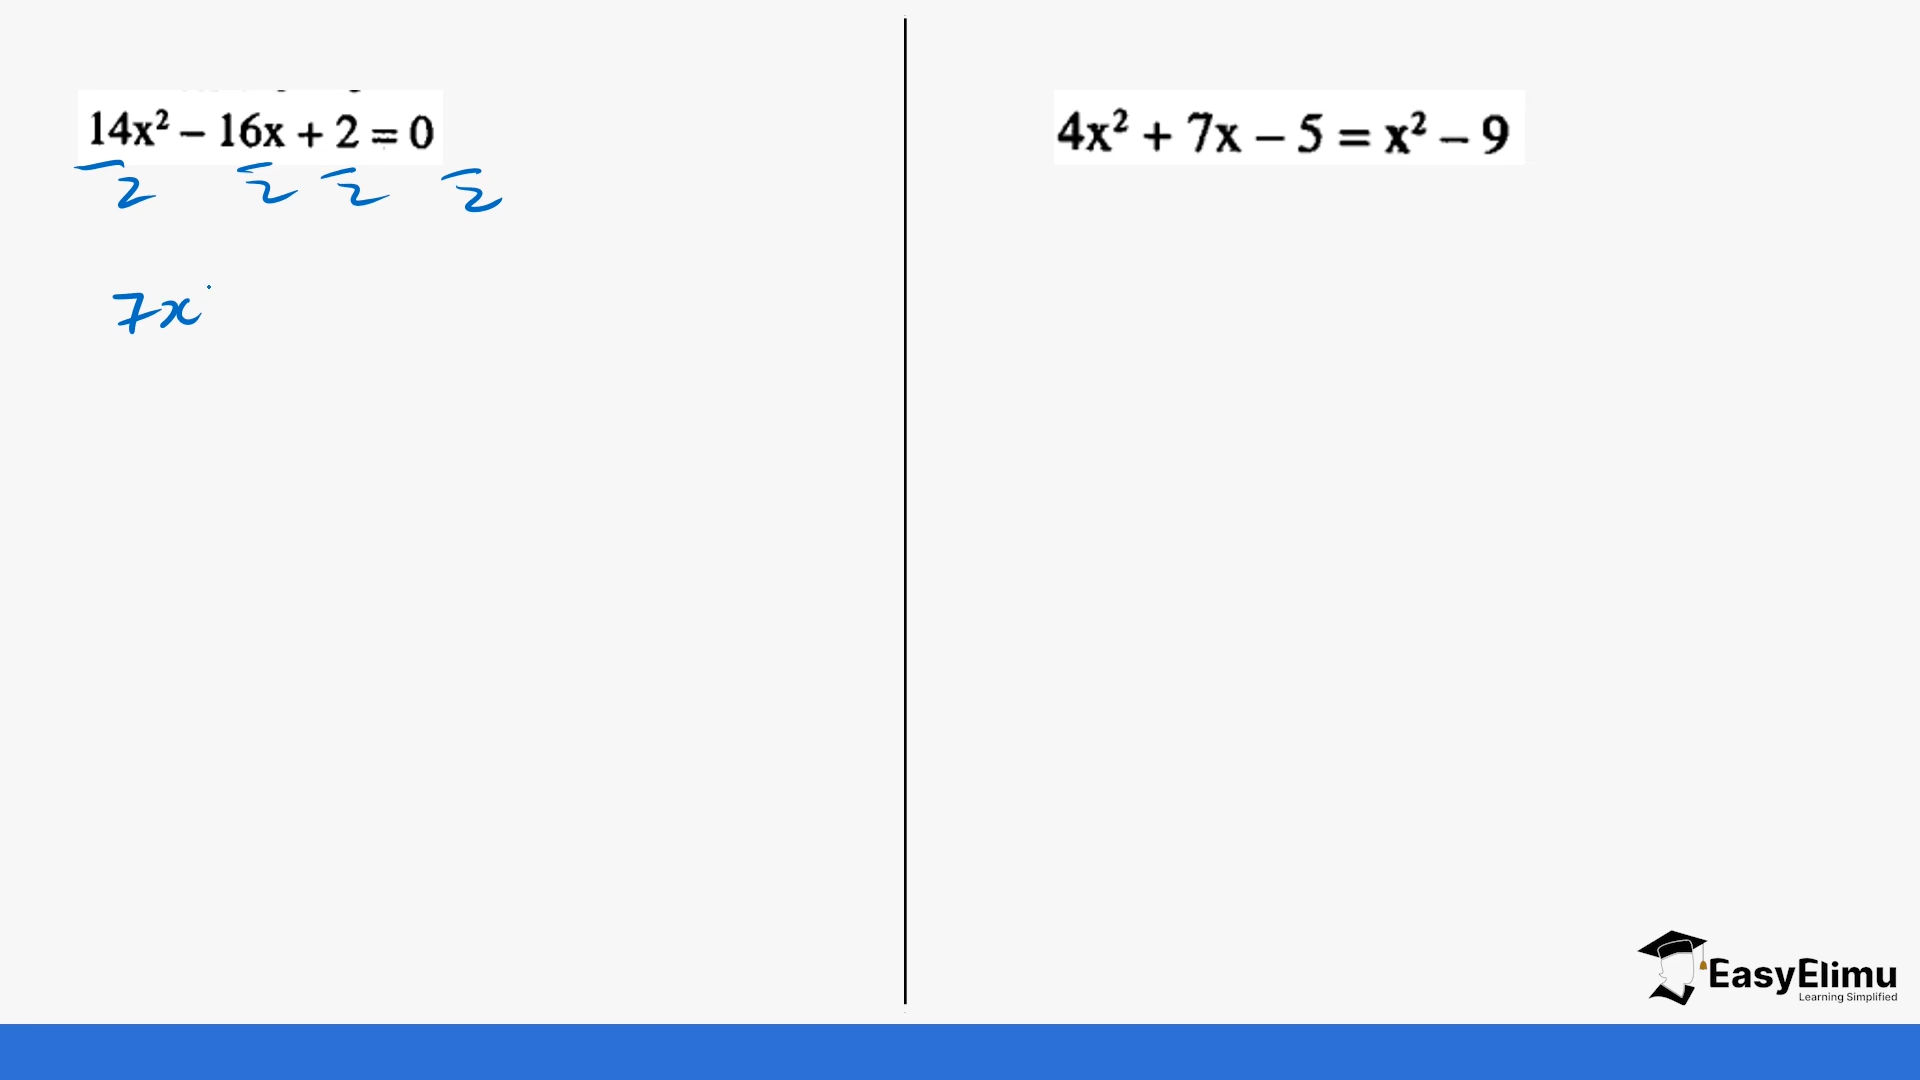 14x² – 16x + 2 = 0
2 2 2 2
7x
4x² + 7x – 5 = x² – 9
EasyElimu
Learning Simplified